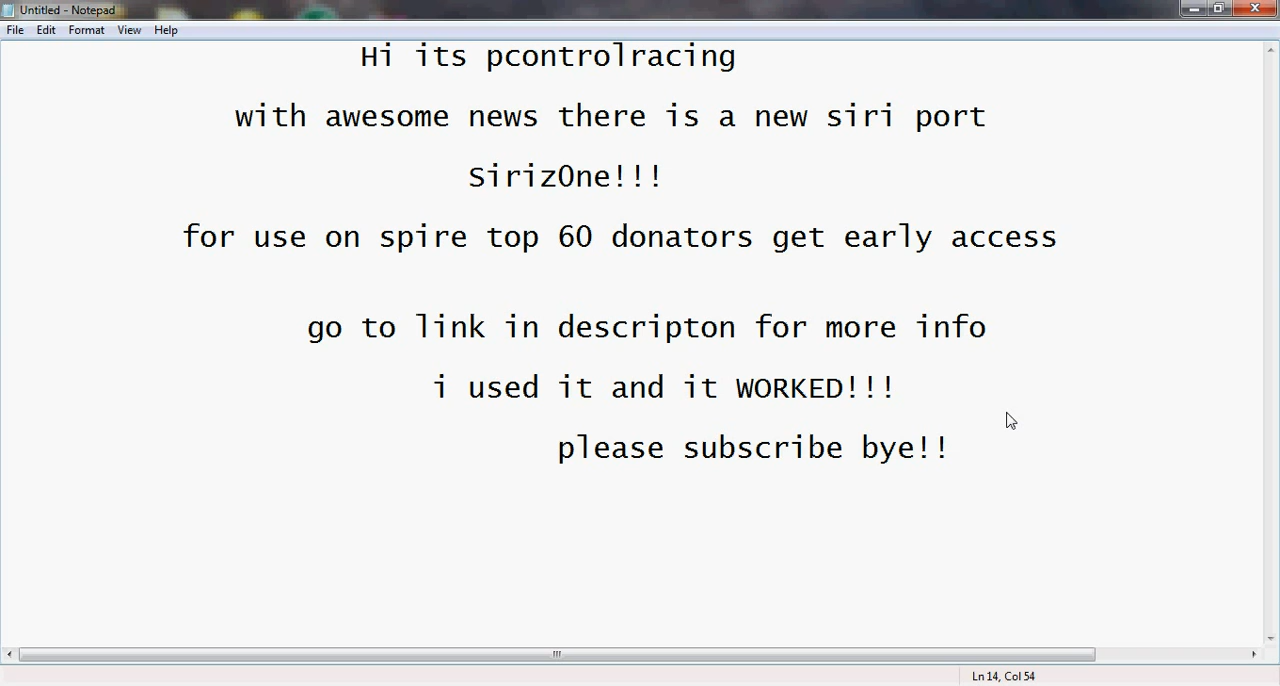 Untitled - Notepad
File Edit Format View Help
Hi its pcontrolracing
with awesome news there is a new siri port
Siriz0ne!!!
for use on spire top 60 donators get early access
go to link in descripton for more info
i used it and it WORKED!!!
please subscribe bye!!
Ln 14, Col 54